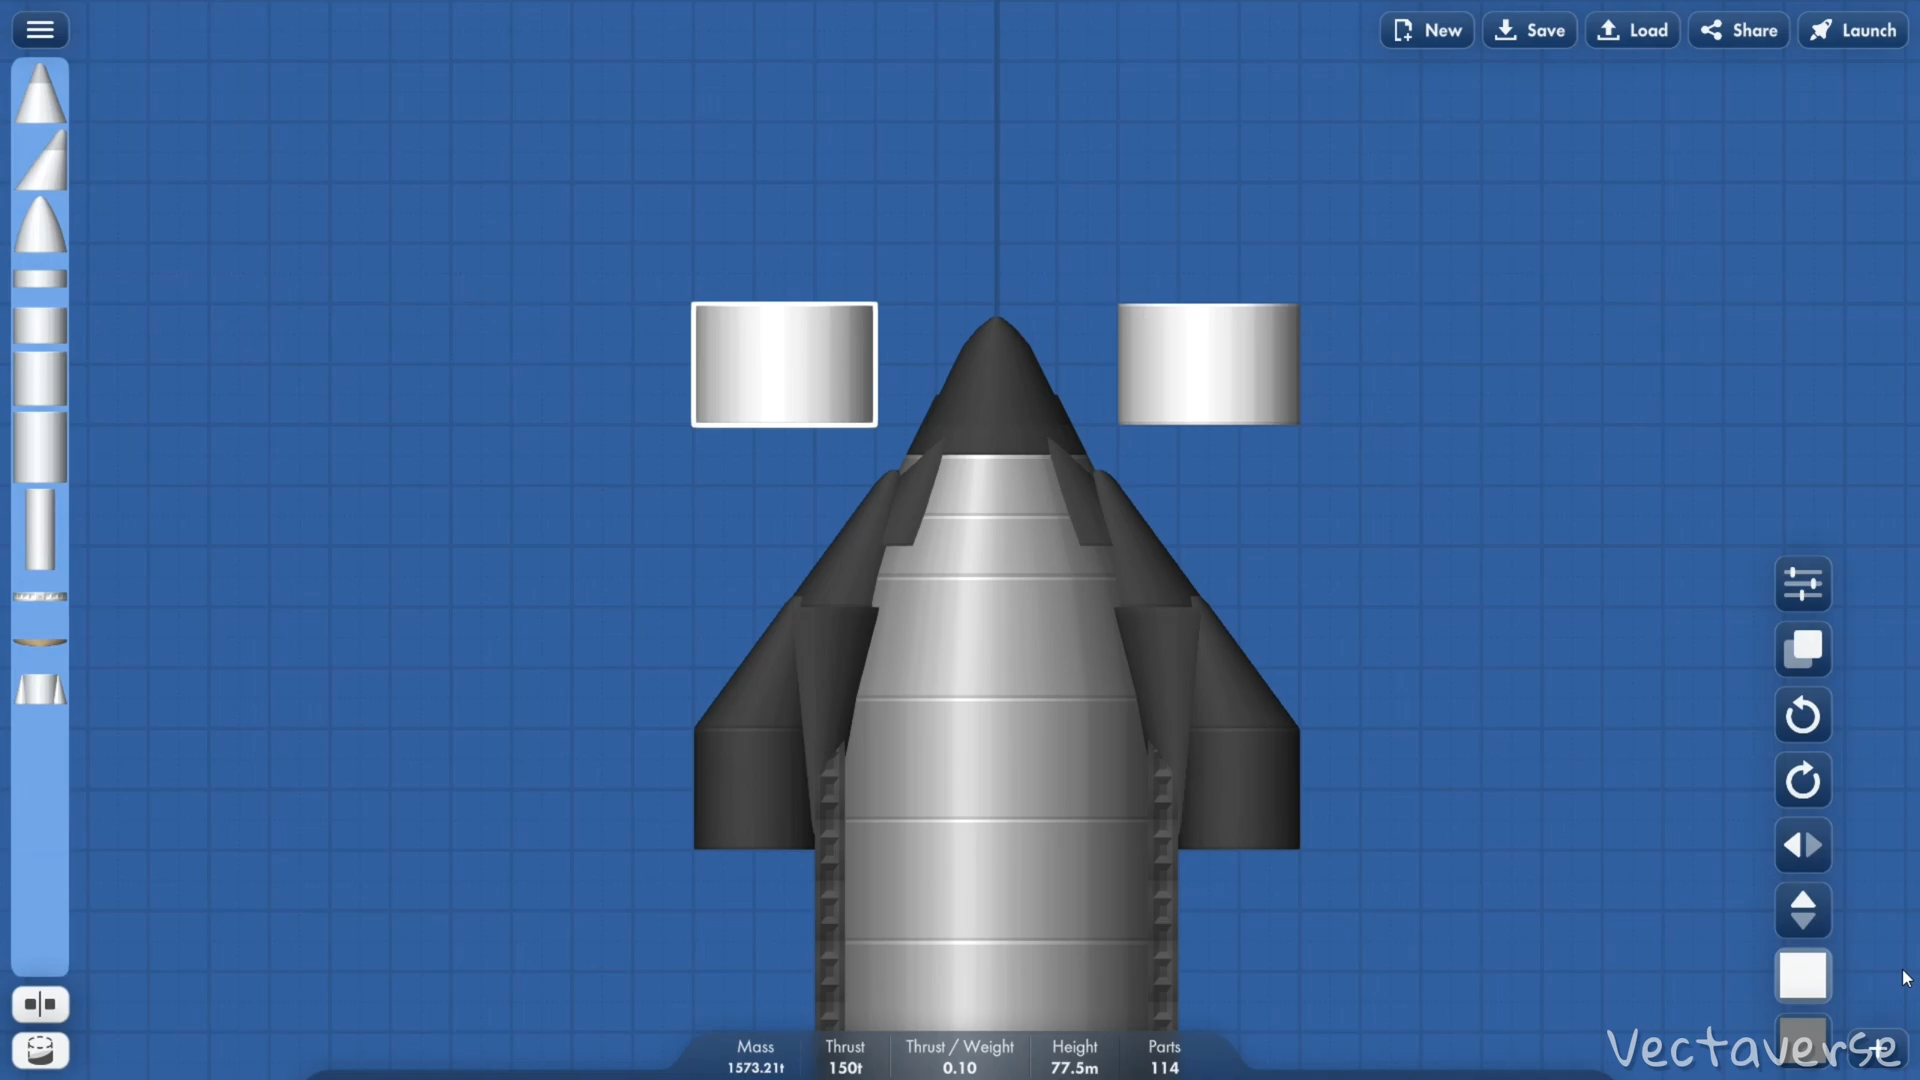 New Save Load Share Launch
Mass Thrust Thrust / Weight Height Parts
1573.21t 150t 0.10 77.5m 114
Vectaverse